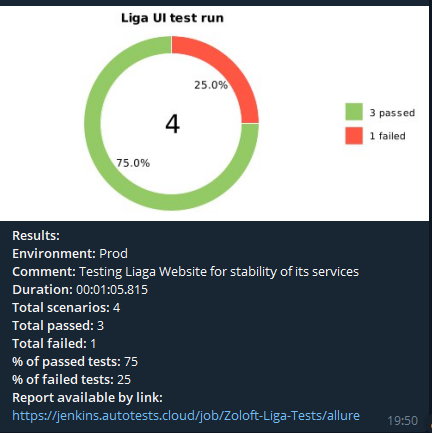 Liga UI test run
25.0%
4
75.0%
3 passed
1 failed
Results:
Environment: Prod
Comment: Testing Liaga Website for stability of its services
Duration: 00:01:05.815
Total scenarios: 4
Total passed: 3
Total failed: 1
% of passed tests: 75
% of failed tests: 25
Report available by link:
https://jenkins.autotests.cloud/job/Zoloft-Liga-Tests/allure
19:50